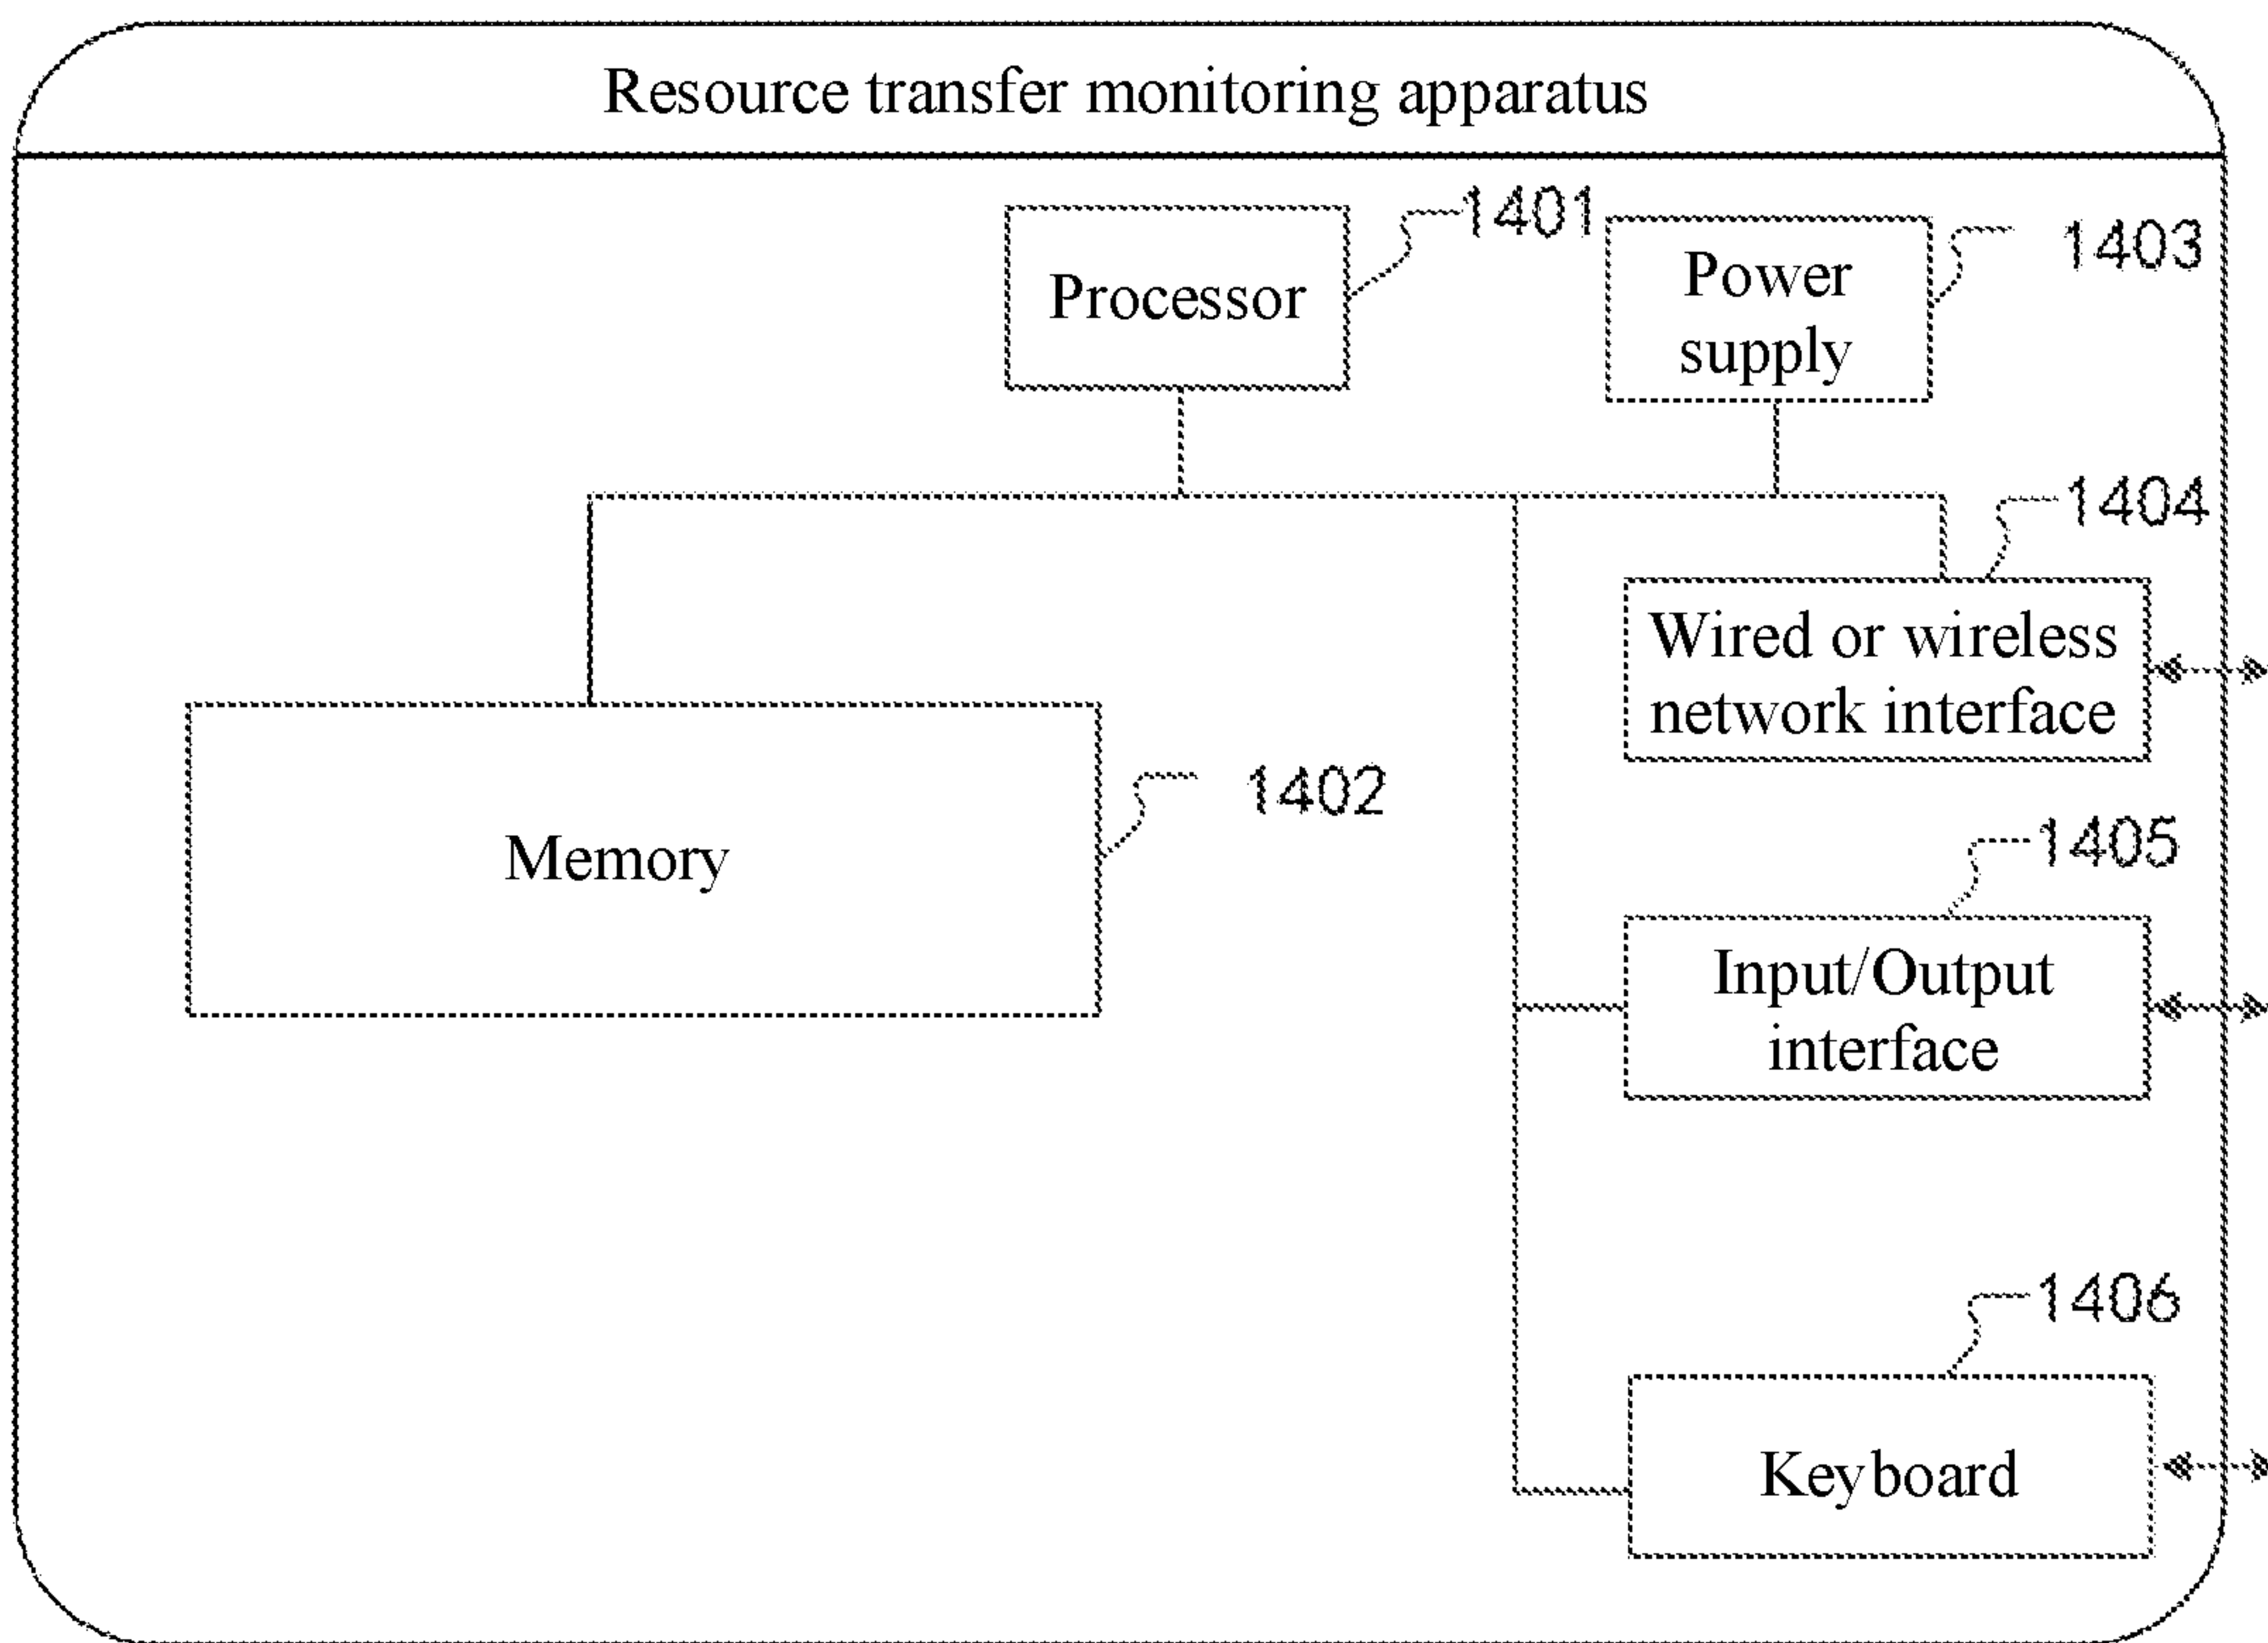 Resource transfer monitoring apparatus
1401
Processor
1403
Power
supply
1404
Wired or wireless
network interface
1402
Memory
1405
Input/Output
interface
1406
Keyboard